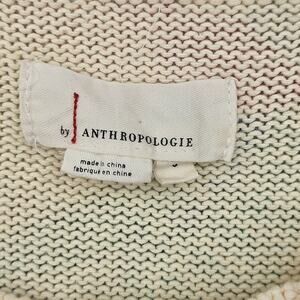 by ANTHROPOLOGIE
made in china
fabriqué en chine